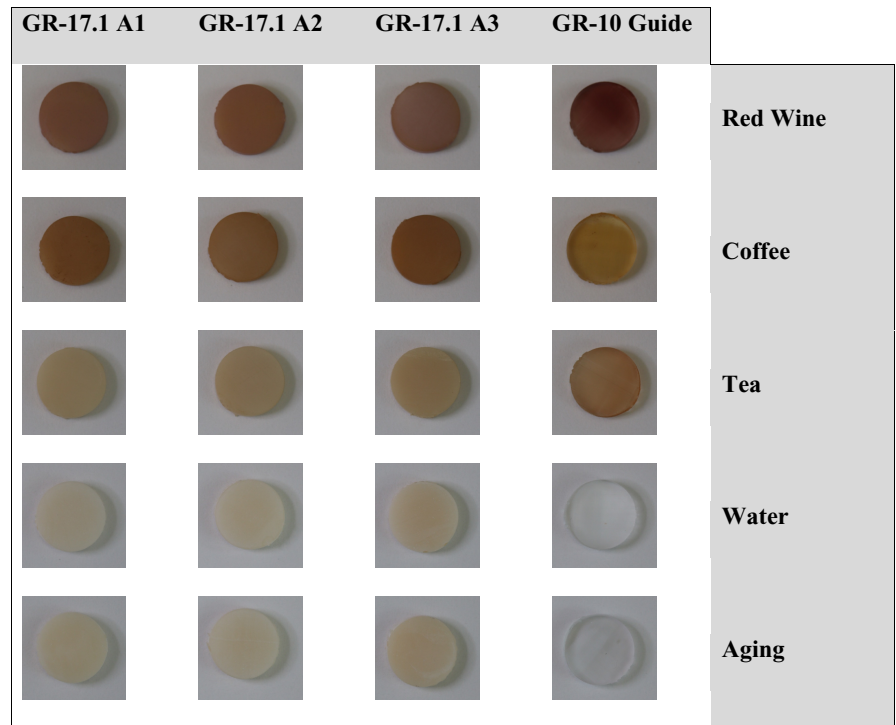 GR-17.1 A1 GR-17.1 A2 GR-17.1 A3 GR-10 Guide
Red Wine
Coffee
Tea
Water
Aging